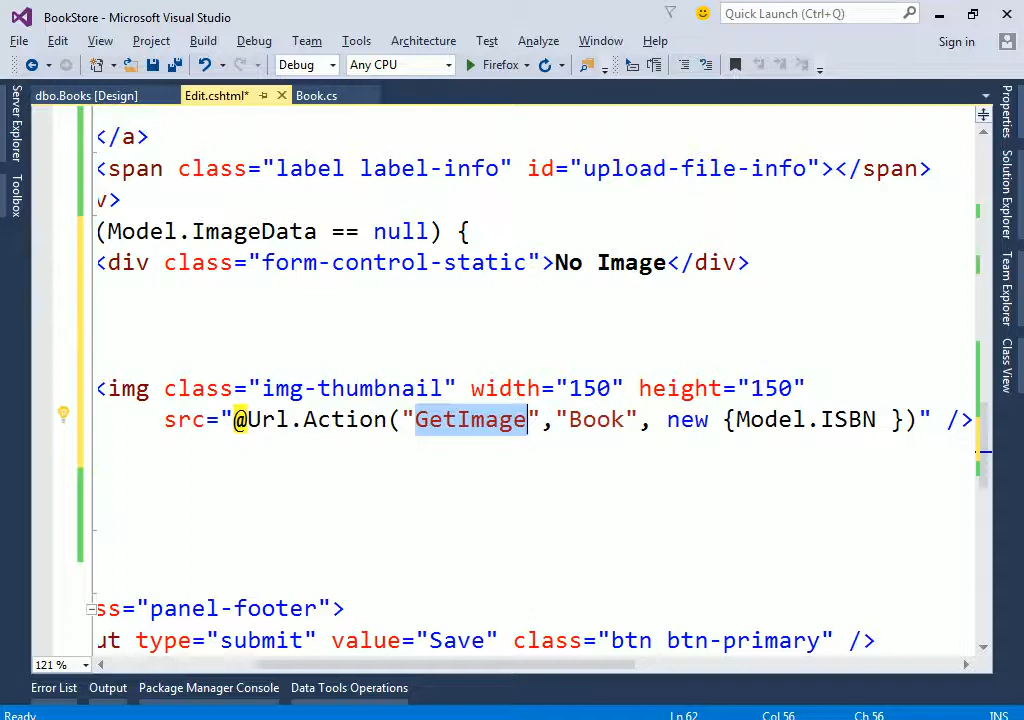 BookStore - Microsoft Visual Studio
Quick Launch (Ctrl+Q)
File Edit View Project Build Debug Team Tools Architecture Test Analyze Window Help Sign in
Debug Any CPU Firefox
dbo.Books [Design] Edit.cshtml* Book.cs
Server Explorer
Toolbox
</a>
<span class="label label-info" id="upload-file-info"></span>
v>
(Model.ImageData == null) {
<div class="form-control-static">No Image</div>
<img class="img-thumbnail" width="150" height="150"
src="@Url.Action("GetImage","Book", new {Model.ISBN })" />
ss="panel-footer">
ut type="submit" value="Save" class="btn btn-primary" />
Properties
Solution Explorer
Team Explorer
Class View
121 %
Error List Output Package Manager Console Data Tools Operations
Ready Ln 62 Col 56 Ch 56 INS